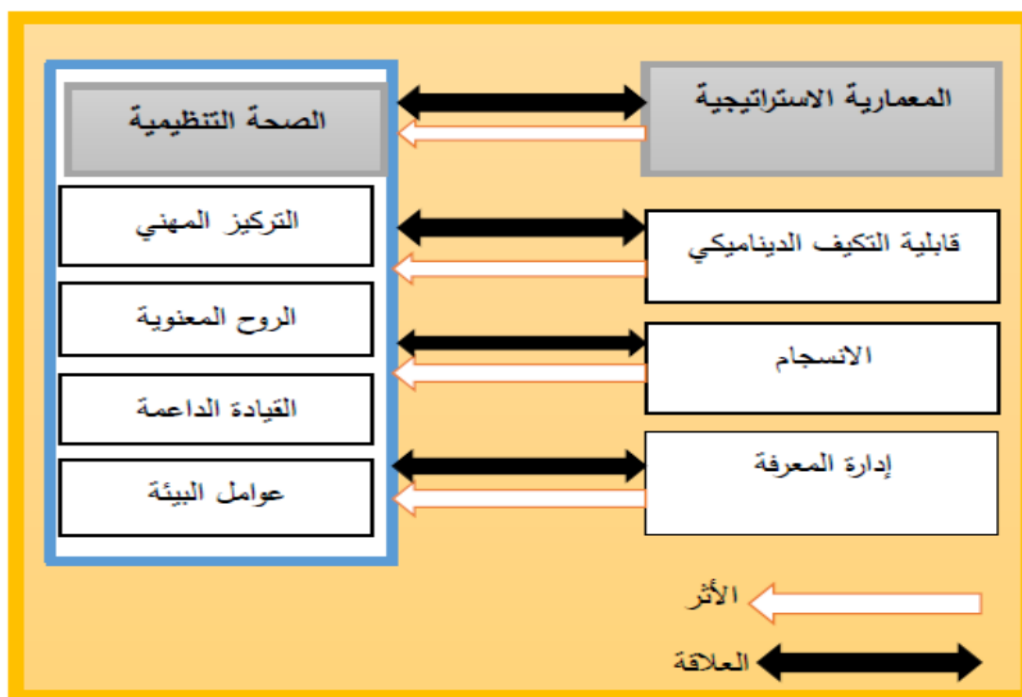 المعمارية الاستراتيجية
الصحة التنظيمية
قابلية التكيف الديناميكي
التركيز المهني
الانسجام
الروح المعنوية
القيادة الداعمة
إدارة المعرفة
عوامل البيئة
الأثر
العلاقة